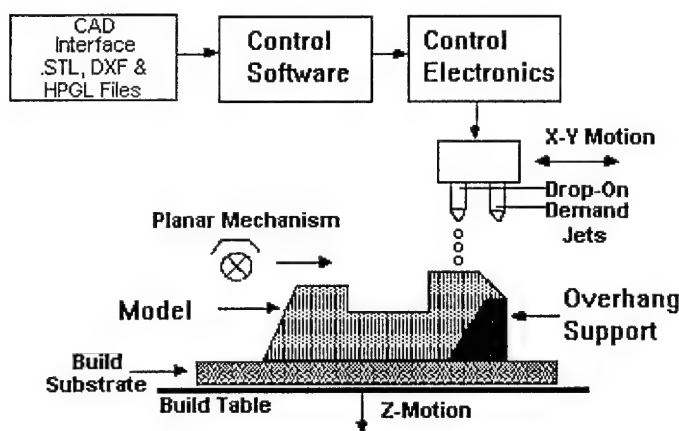 CAD
Interface
.STL, DXF &
HPGL Files
Control
Software
Control
Electronics
X-Y Motion
Drop-On
Demand
Jets
Planar Mechanism
Model
Overhang
Support
Build
Substrate
Build Table
Z-Motion